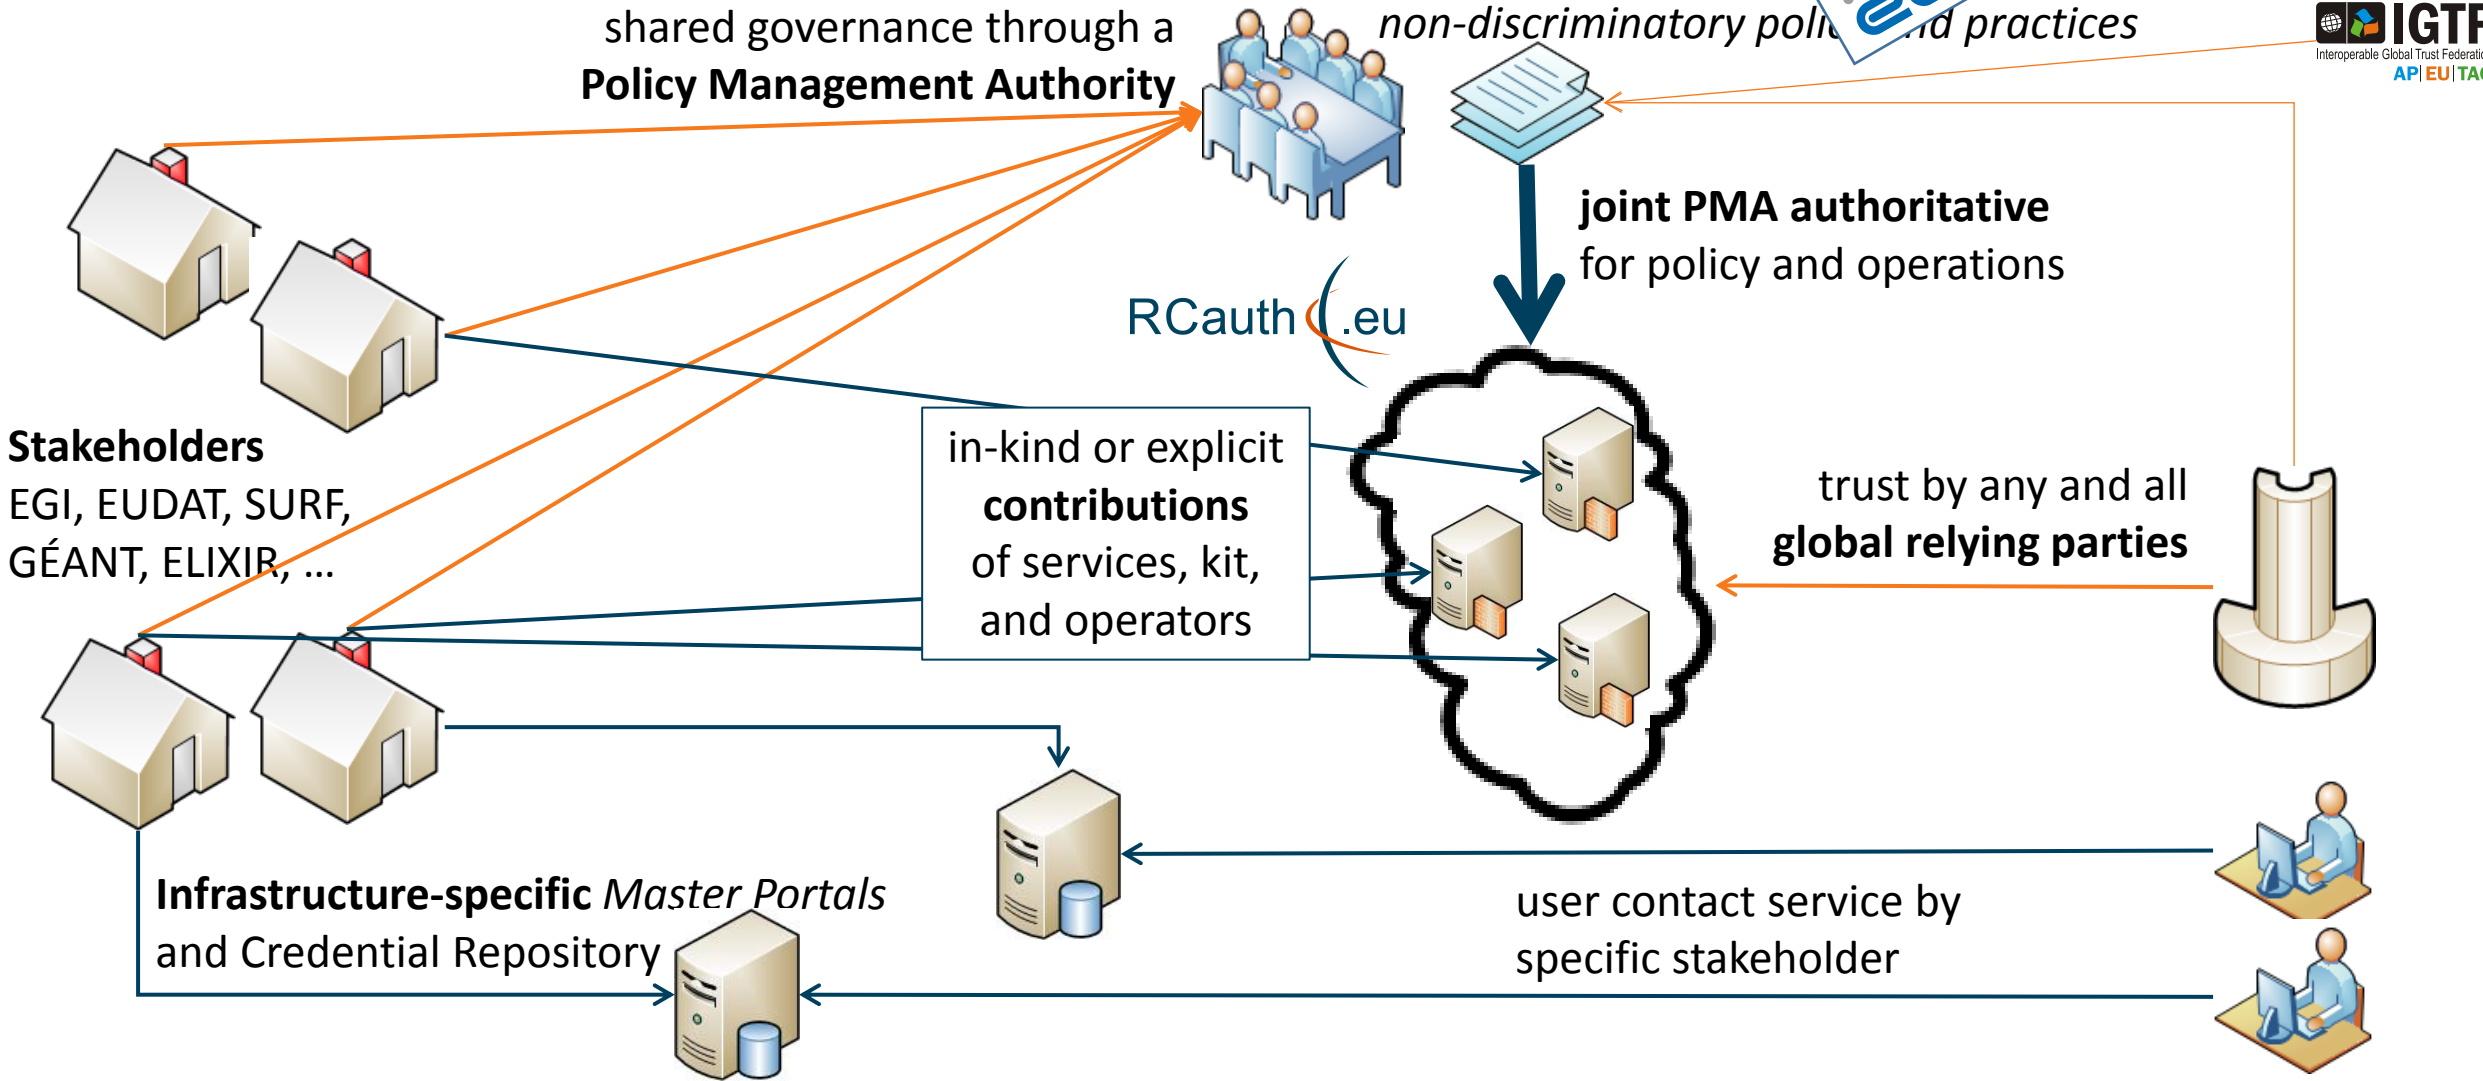 shared governance through a
Policy Management Authority
non-discriminatory and practices
IGTF
Interoperable Global Trust Federatio
AP|EU|TAG
joint PMA authoritative
for policy and operations
RCauth.eu
Stakeholders
EGI, EUDAT, SURF,
GÉANT, ELIXIR, …
in-kind or explicit
contributions
of services, kit,
and operators
trust by any and all
global relying parties
Infrastructure-specific Master Portals
and Credential Repository
user contact service by
specific stakeholder